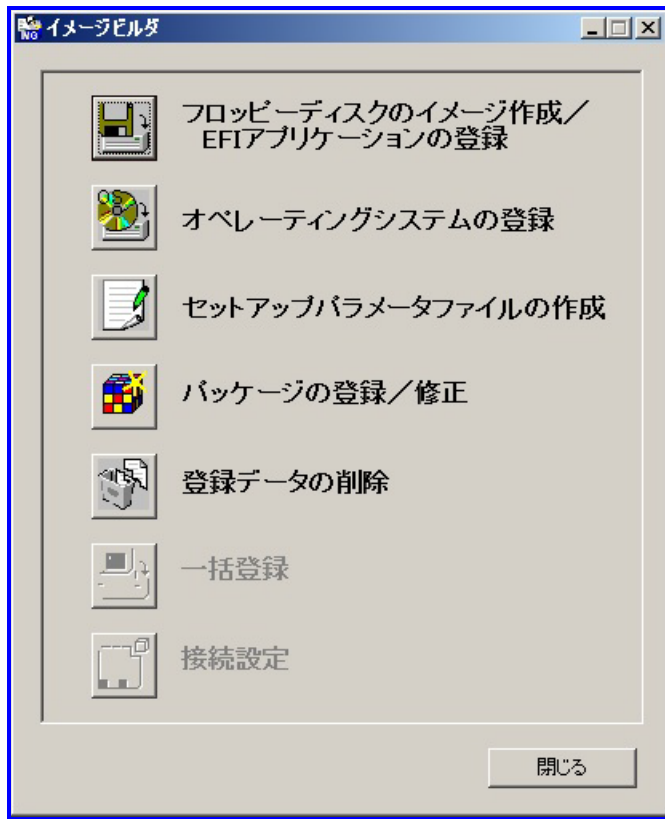 イメージビルダ
NG
フロッピーディスクのイメージ作成／
EFIアプリケーションの登録
オペレーティングシステムの登録
セットアップパラメータファイルの作成
パッケージの登録／修正
登録データの削除
一括登録
接続設定
閉じる